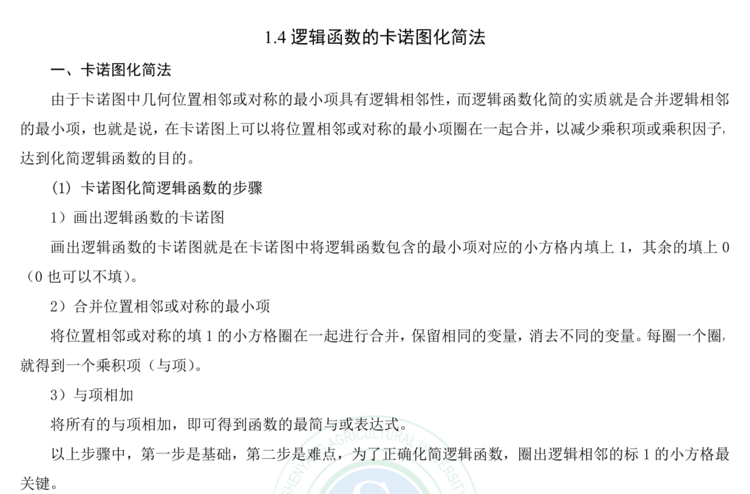 1.4 逻辑函数的卡诺图化简法
一、卡诺图化简法
由于卡诺图中几何位置相邻或对称的最小项具有逻辑相邻性，而逻辑函数化简的实质就是合并逻辑相邻
的最小项，也就是说，在卡诺图上可以将位置相邻或对称的最小项圈在一起合并，以减少乘积项或乘积因子，
达到化简逻辑函数的目的。
(1) 卡诺图化简逻辑函数的步骤
1）画出逻辑函数的卡诺图
画出逻辑函数的卡诺图就是在卡诺图中将逻辑函数包含的最小项对应的小方格内填上 1，其余的填上 0
（0 也可以不填）。
2）合并位置相邻或对称的最小项
将位置相邻或对称的填 1 的小方格圈在一起进行合并，保留相同的变量，消去不同的变量。每圈一个圈，
就得到一个乘积项（与项）。
3）与项相加
将所有的与项相加，即可得到函数的最简与或表达式。
以上步骤中，第一步是基础，第二步是难点，为了正确化简逻辑函数，圈出逻辑相邻的标 1 的小方格最
关键。
AGRICULTURAL UNIVERSITY